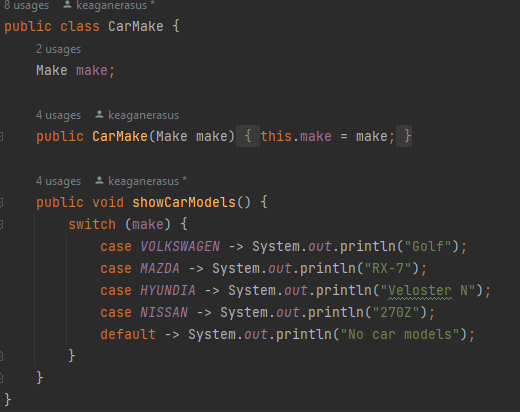 8 usages keaganerasus *
public class CarMake {
2 usages
Make make;
4 usages keaganerasus
public CarMake(Make make) { this.make = make; }
4 usages keaganerasus *
public void showCarModels() {
switch (make) {
case VOLKSWAGEN -> System.out.println("Golf");
case MAZDA -> System.out.println("RX-7");
case HYUNDIA -> System.out.println("Veloster N");
case NISSAN -> System.out.println("270Z");
default -> System.out.println("No car models");
}
}
}